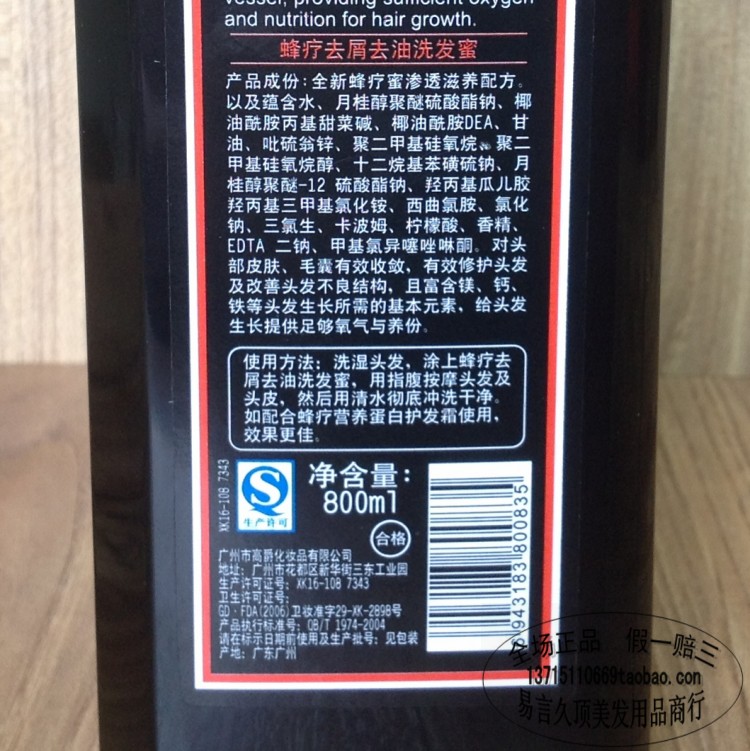 vessel, providing sufficient oxygen
and nutrition for hair growth.
蜂疗去屑去油洗发蜜
产品成份:全新蜂疗蜜渗透滋养配方。
以及蕴含水、月桂醇聚醚硫酸酯钠、椰
油酰胺丙基甜菜碱、椰油酰胺DEA、甘
油、吡硫翁锌、聚二甲基硅氧烷、聚二
甲基硅氧烷醇、十二烷基苯磺硫钠、月
桂醇聚醚-12 硫酸酯钠、羟丙基瓜儿胶
羟丙基三甲基氯化铵、西曲氯胺、氯化
钠、三氯生、卡波姆、柠檬酸、香精、
EDTA 二钠、甲基氯异噻唑啉酮。对头
部皮肤、毛囊有效收敛，有效修护头发
及改善头发不良结构，且富含镁、钙、
铁等头发生长所需的基本元素，给头发
生长提供足够氧气与养份。
使用方法：洗湿头发，涂上蜂疗去
屑去油洗发蜜，用指腹按摩头发及
头皮，然后用清水彻底冲洗干净。
如配合蜂疗营养蛋白护发霜使用，
效果更佳。
XK16-108 7343
生产许可
净含量：
800ml
合格
广州市高爵化妆品有限公司
地址：广州市花都区新华街三东工业园
生产许可证号：XK16-108 7343
卫生许可证号：
GD·FDA(2006)卫妆准字29-XK-2898号
产品执行标准号：QB/T 1974-2004
请在标示日期前使用及生产批号：见包装
产地：广东广州
6943183 800835
全场正品 假一赔三
13715110669taobao.com
易言久顶美发用品商行